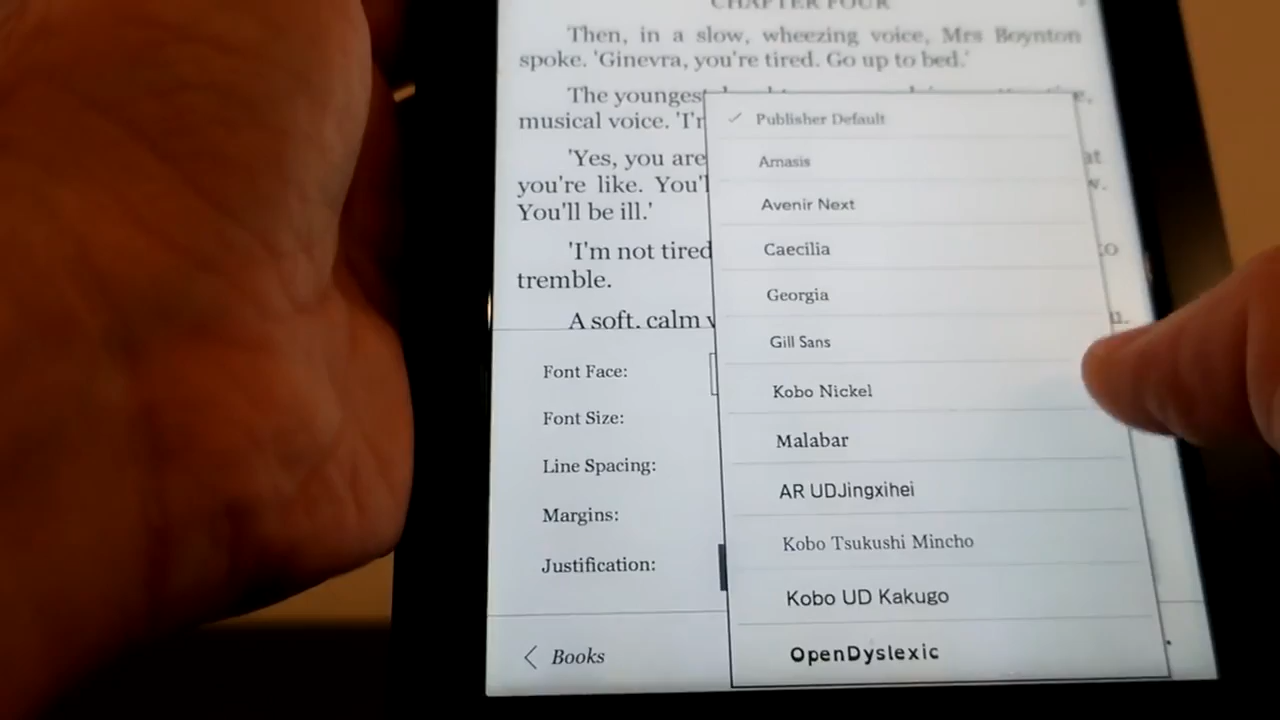 CHAPTER FOUR
Then, in a slow, wheezing voice, Mrs Boynton
spoke. 'Ginevra, you're tired. Go up to bed.'
The youngest
musical voice. 'I'm
'Yes, you are
you're like. You'll
You'll be ill.'
'I'm not tired
tremble.
A soft, calm
Publisher Default
Amasis
Avenir Next
Caecilia
Georgia
Gill Sans
Kobo Nickel
Malabar
AR UDJingxihei
Kobo Tsukushi Mincho
Kobo UD Kakugo
OpenDyslexic
Font Face:
Font Size:
Line Spacing:
Margins:
Justification:
Books